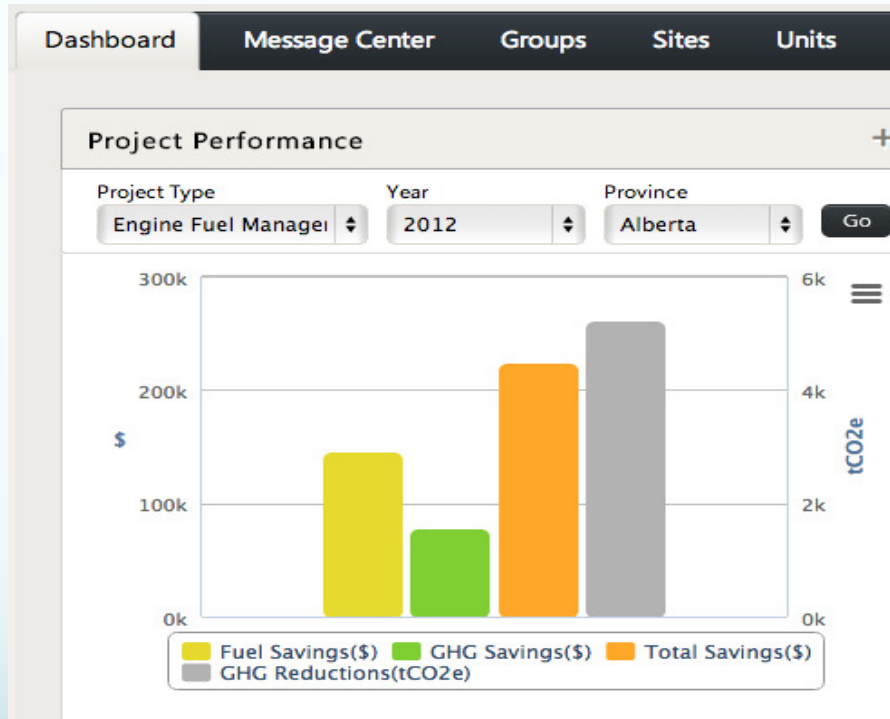 Dashboard Message Center Groups Sites Units
Project Performance +
Project Type Year Province
Engine Fuel Manager 2012 Alberta Go
300k 6k
200k 4k
$ tCO2e
100k 2k
0k 0k
Fuel Savings($) GHG Savings($) Total Savings($)
GHG Reductions(tCO2e)